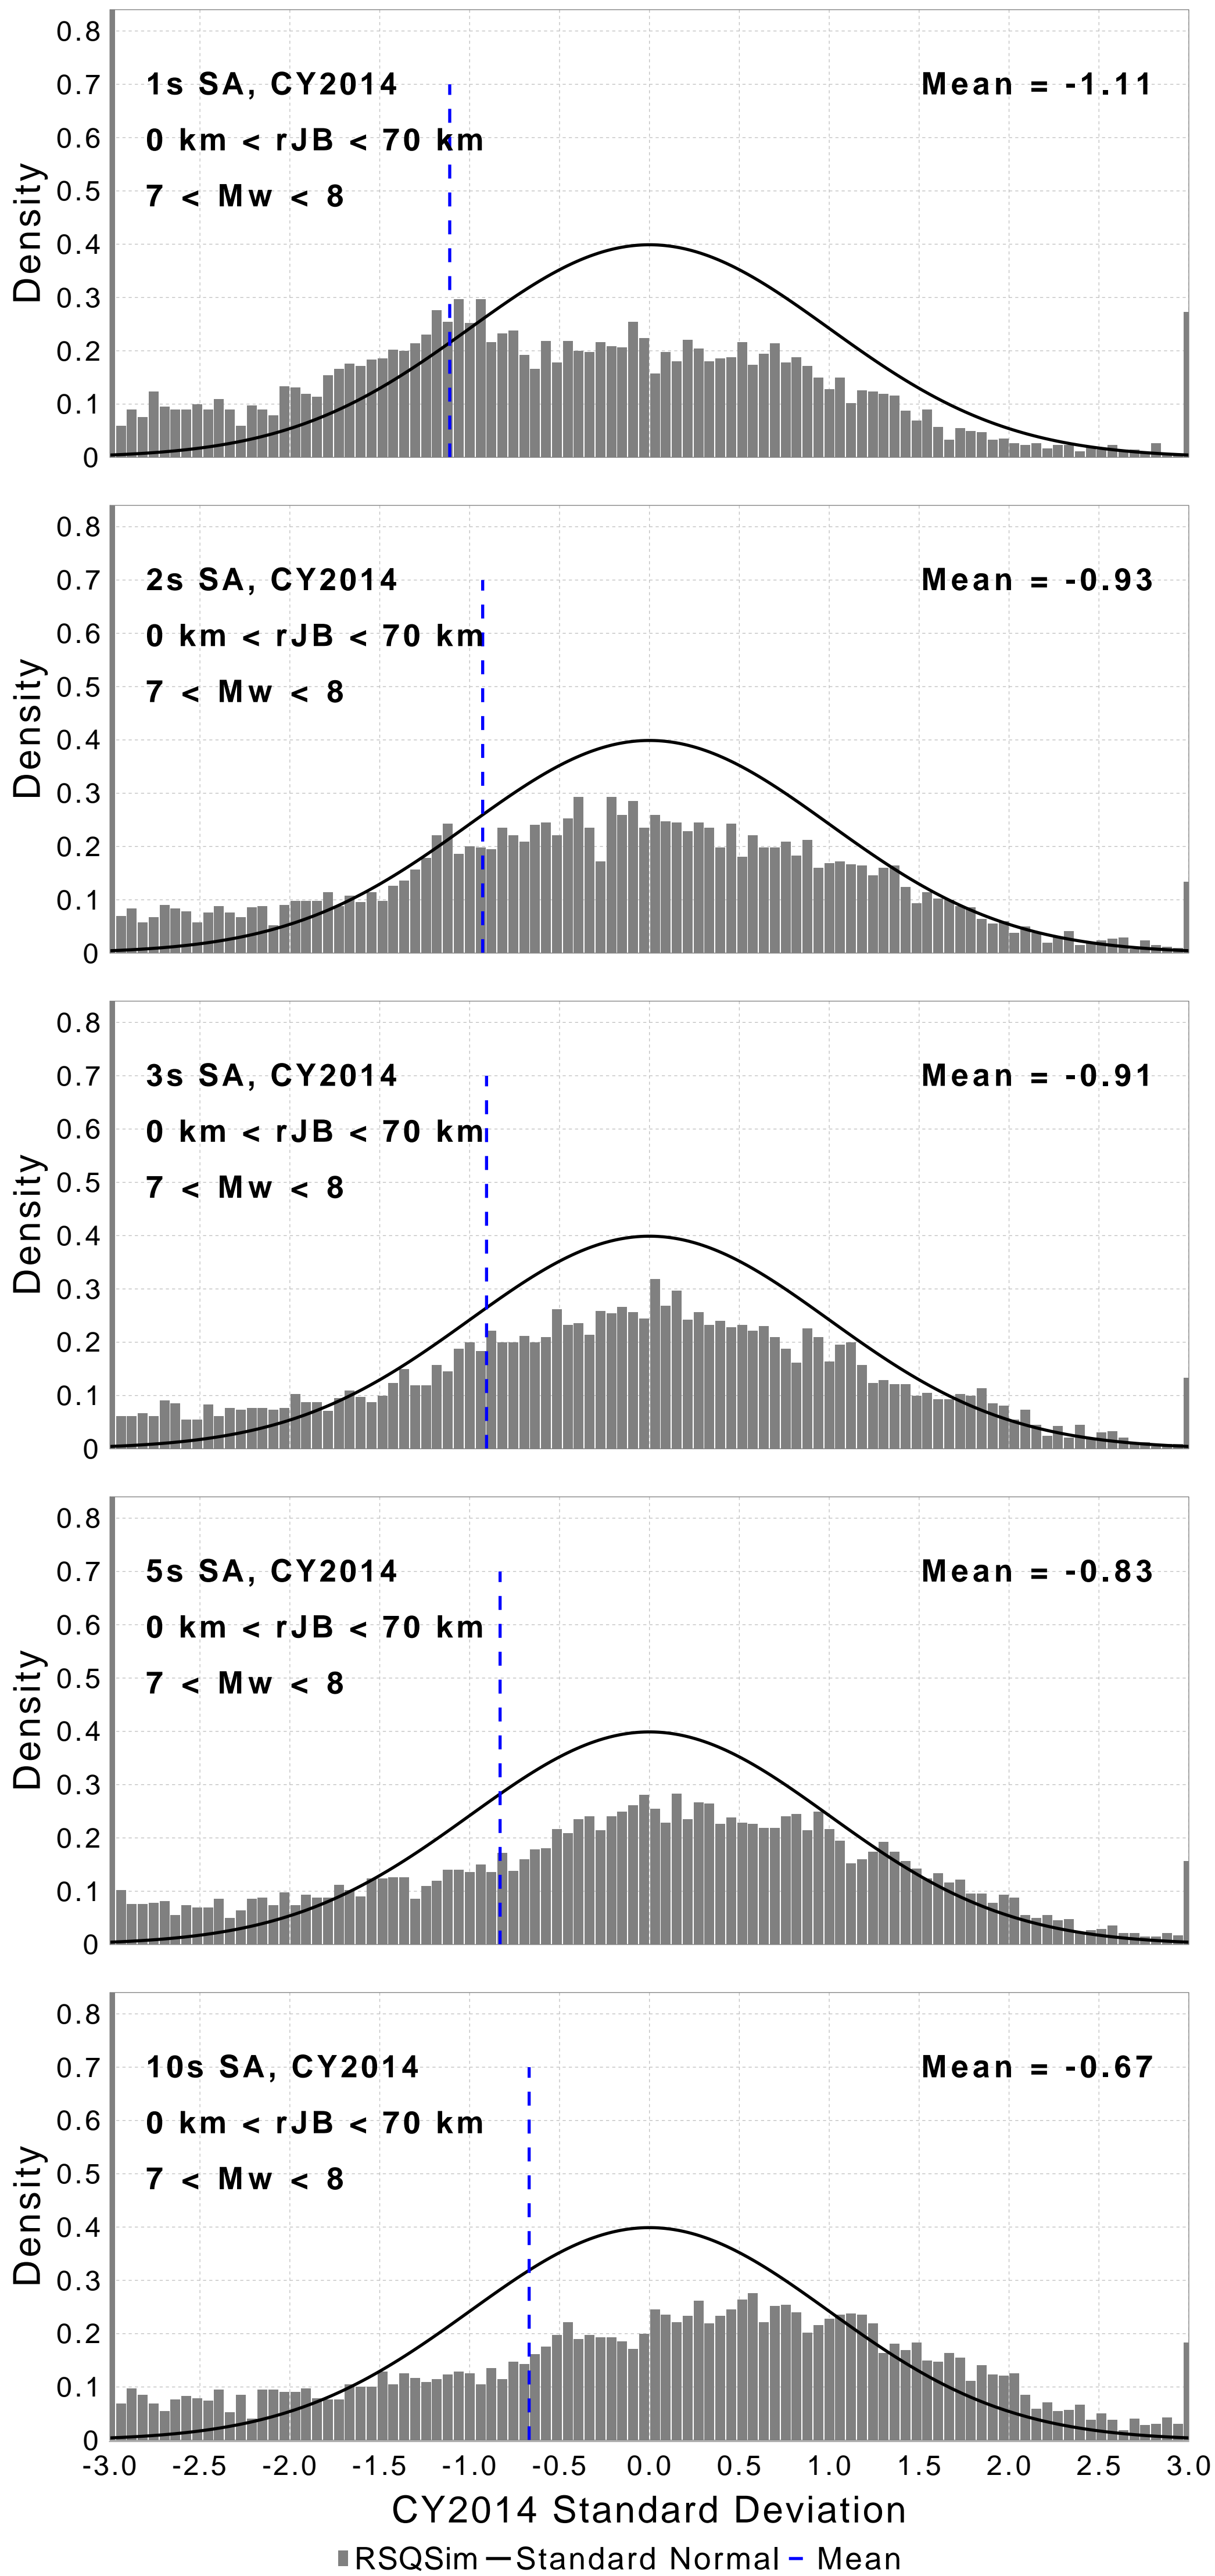 0.8
0.7
0.6
0.5
0.4
0.3
0.2
0.1
0
Density
1s SA, CY2014
Mean = -1.11
0 km < rJB < 70 km
7 < Mw < 8
0.8
0.7
0.6
0.5
0.4
0.3
0.2
0.1
0
Density
2s SA, CY2014
Mean = -0.93
0 km < rJB < 70 km
7 < Mw < 8
0.8
0.7
0.6
0.5
0.4
0.3
0.2
0.1
0
Density
3s SA, CY2014
Mean = -0.91
0 km < rJB < 70 km
7 < Mw < 8
0.8
0.7
0.6
0.5
0.4
0.3
0.2
0.1
0
Density
5s SA, CY2014
Mean = -0.83
0 km < rJB < 70 km
7 < Mw < 8
0.8
0.7
0.6
0.5
0.4
0.3
0.2
0.1
0
Density
10s SA, CY2014
Mean = -0.67
0 km < rJB < 70 km
7 < Mw < 8
-3.0 -2.5 -2.0 -1.5 -1.0 -0.5 0.0 0.5 1.0 1.5 2.0 2.5 3.0
CY2014 Standard Deviation
RSQSim Standard Normal Mean